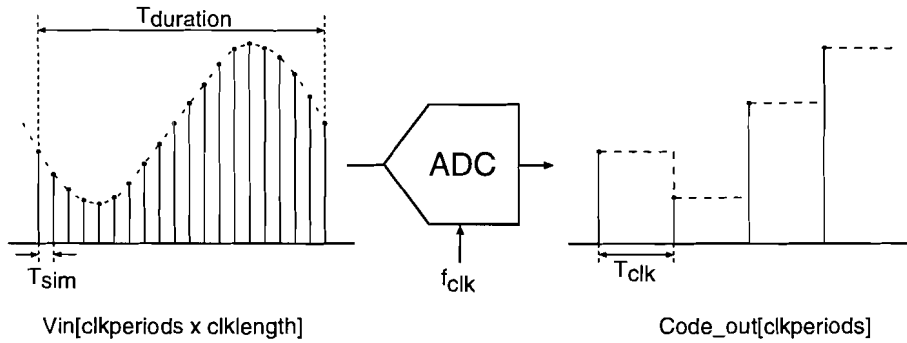 Tduration
Tsim
Vin[clkperiods x clklength]
ADC
fclk
Tclk
Code_out[clkperiods]